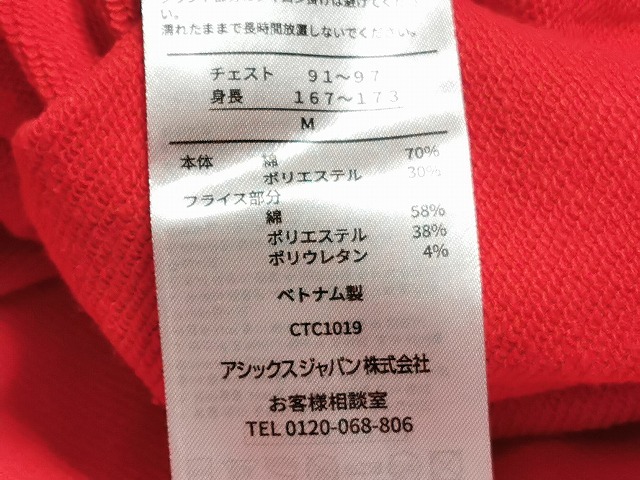 い。
濡れたままで長時間放置しないでください。
チェスト 91～97
身長 167～173
M
本体 綿 70%
ポリエステル 30%
フライス部分
綿 58%
ポリエステル 38%
ポリウレタン 4%
ベトナム製
CTC1019
アシックスジャパン株式会社
お客様相談室
TEL 0120-068-806